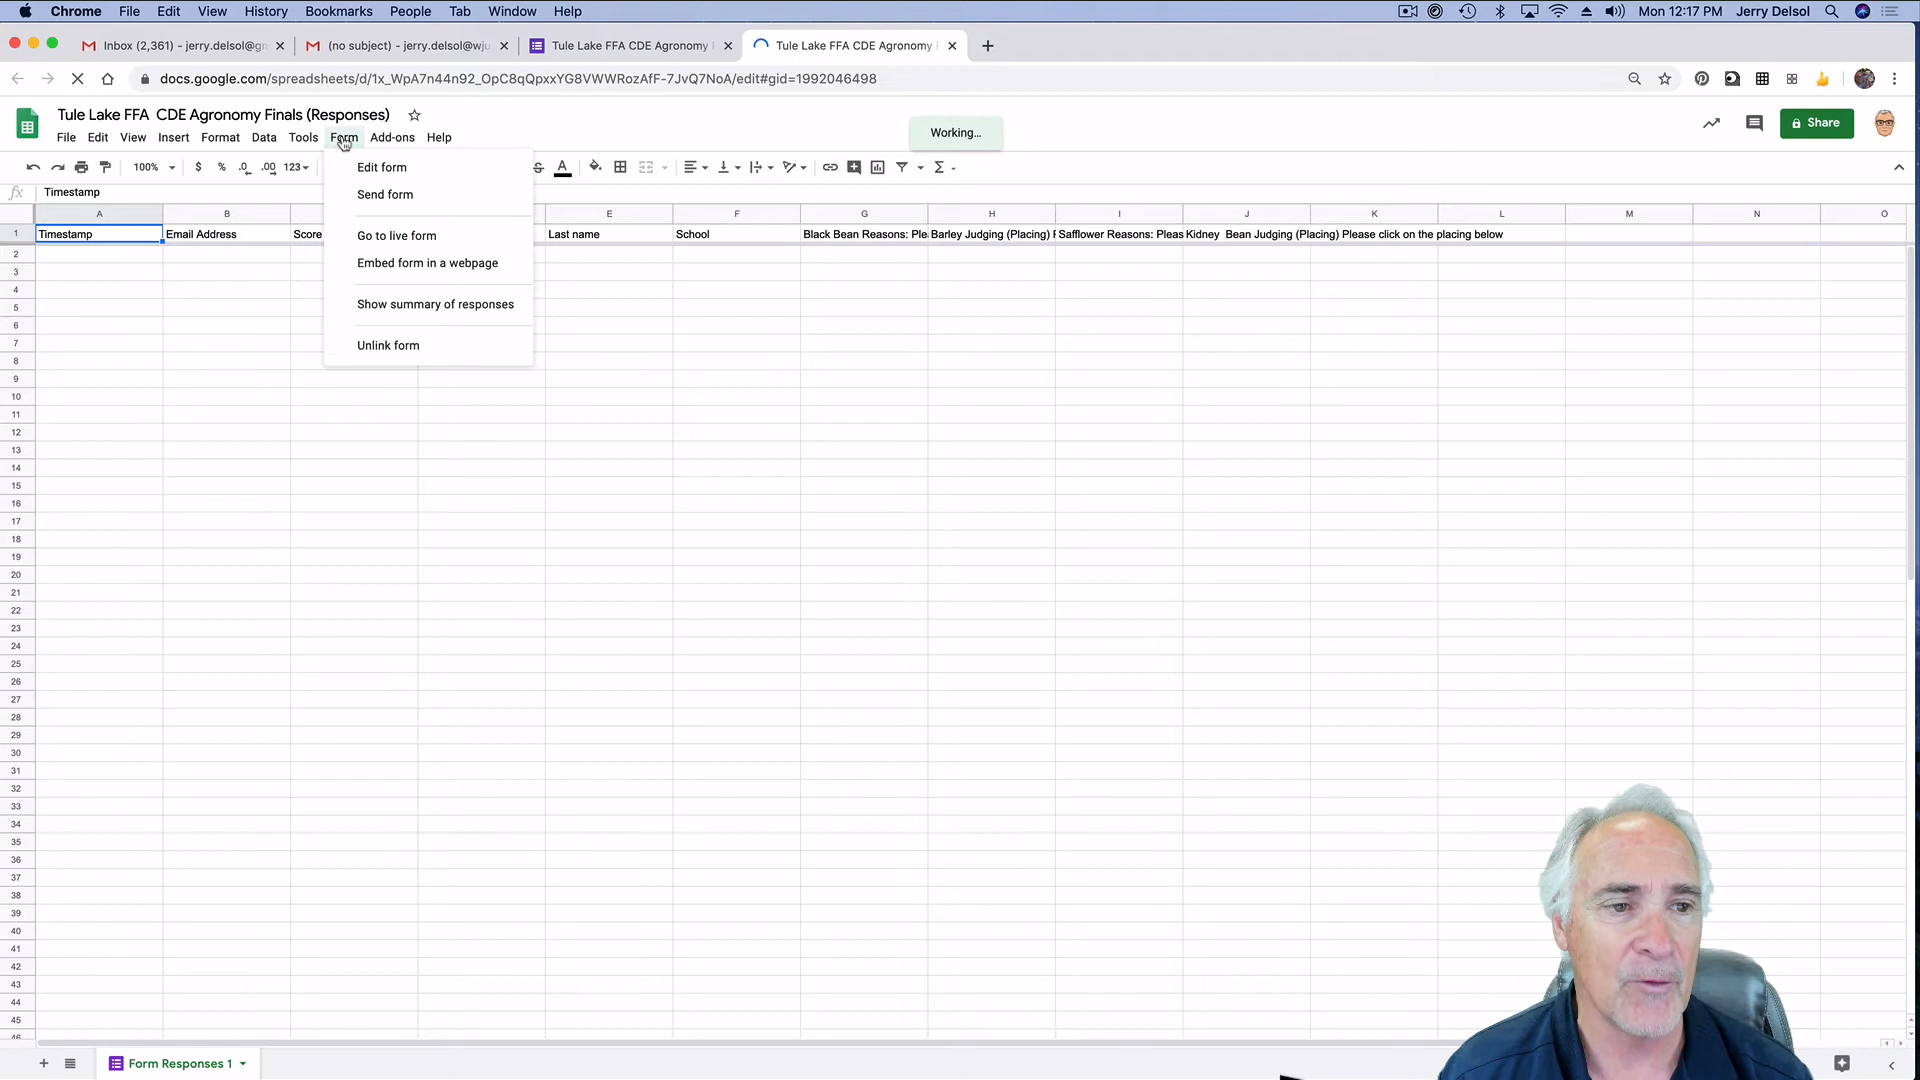 Chrome File Edit View History Bookmarks People Tab Window Help Mon 12:17 PM Jerry Delsol
Inbox (2,361) - jerry.delsol@gn (no subject) - jerry.delsol@wju Tule Lake FFA CDE Agronomy Tule Lake FFA CDE Agronomy
docs.google.com/spreadsheets/d/1x_WpA7n44n92_OpC8qQpxxYG8VWWRozAfF-7JvQ7NoA/edit#gid=1992046498
Tule Lake FFA CDE Agronomy Finals (Responses)
Working...
Share
File Edit View Insert Format Data Tools Form Add-ons Help
100% $ % .0 .00 123
Edit form
Send form
Go to live form
Embed form in a webpage
Show summary of responses
Unlink form
fx Timestamp
A B E F G H I J K L M N O
1 Timestamp Email Address Score Last name School Black Bean Reasons: Ple Barley Judging (Placing) Safflower Reasons: Pleas Kidney Bean Judging (Placing) Please click on the placing below
2
3
4
5
6
7
8
9
10
11
12
13
14
15
16
17
18
19
20
21
22
23
24
25
26
27
28
29
30
31
32
33
34
35
36
37
38
39
40
41
42
43
44
45
46
Form Responses 1